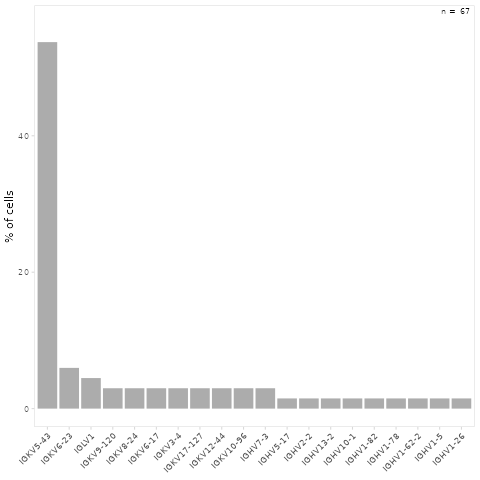 n = 67
% of cells
40
20
0
IGKV5-43
IGKV6-23
IGLV1
IGKV9-120
IGKV8-24
IGKV6-17
IGKV3-4
IGKV17-127
IGKV12-44
IGKV10-96
IGHV7-3
IGHV5-17
IGHV2-2
IGHV13-2
IGHV10-1
IGHV1-82
IGHV1-78
IGHV1-62-2
IGHV1-5
IGHV1-26